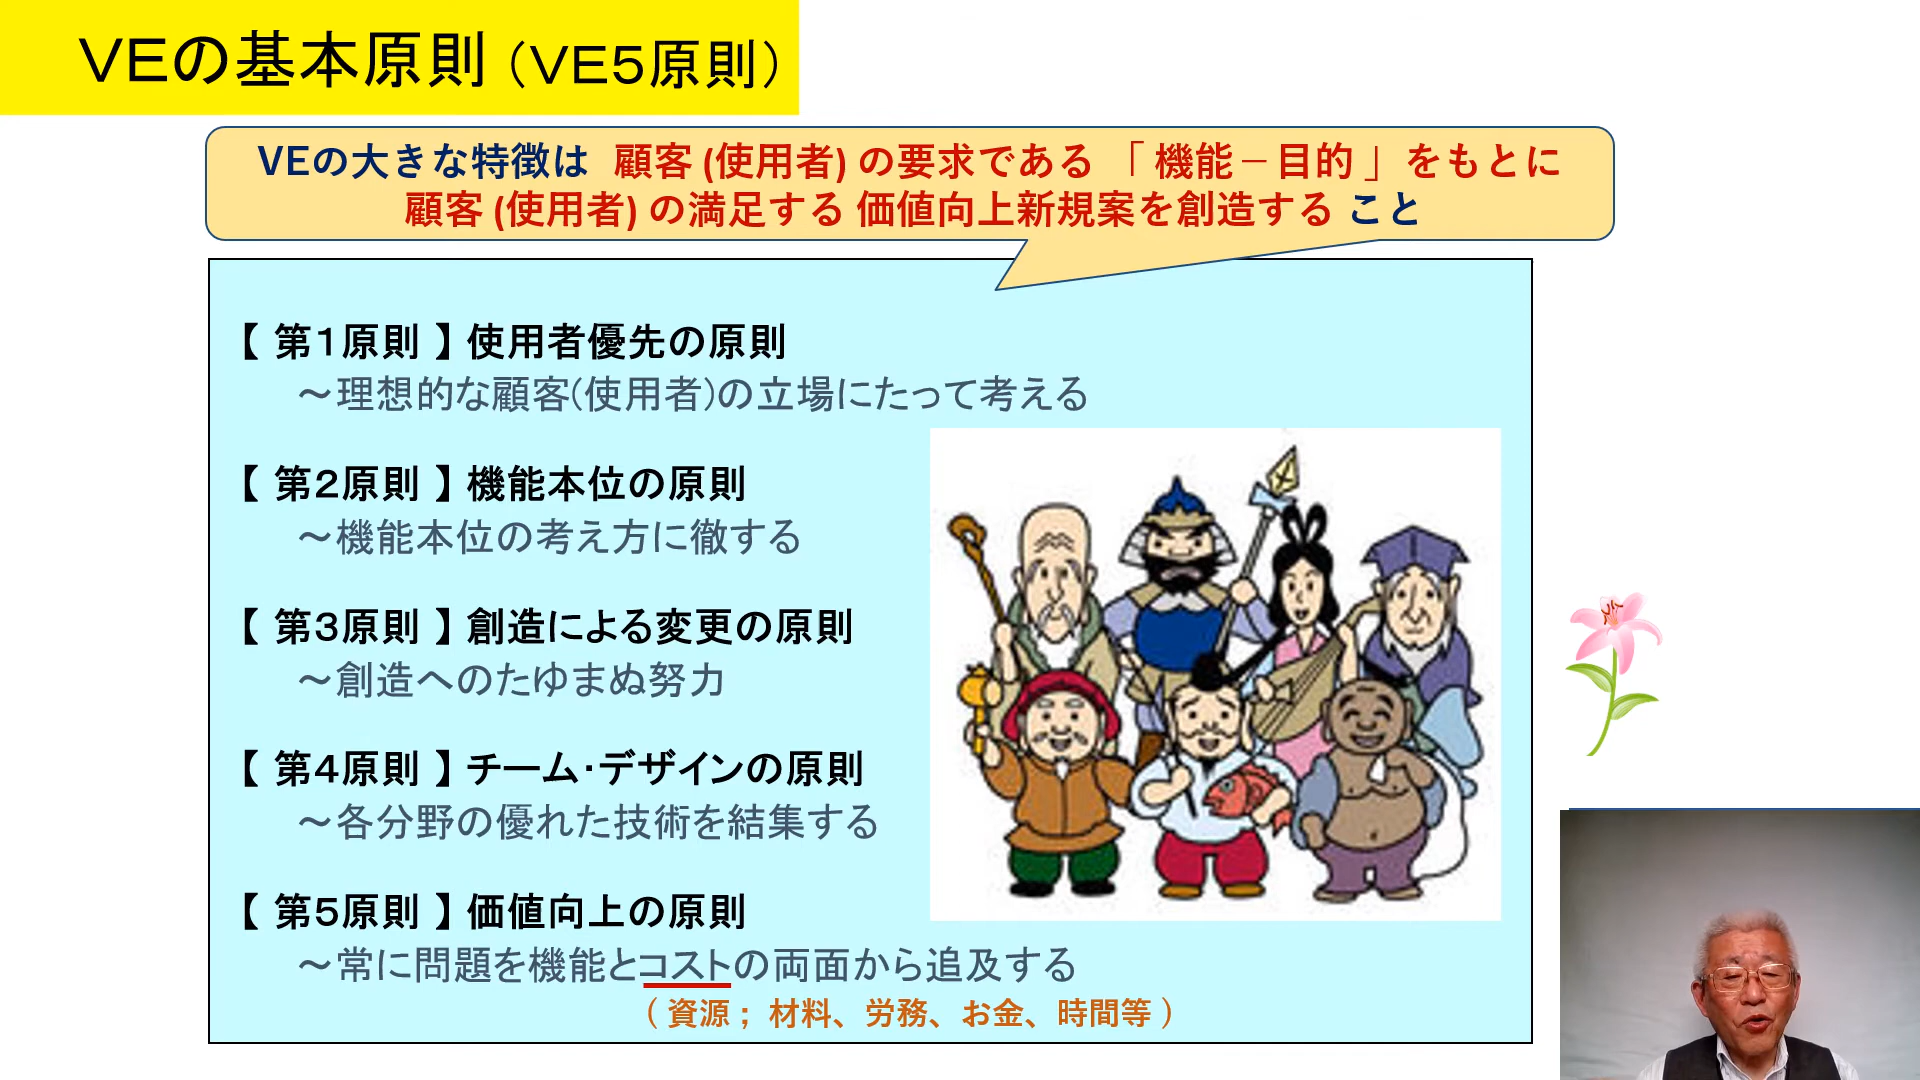 VEの基本原則（VE5原則）
VEの大きな特徴は 顧客(使用者)の要求である 「機能－目的」をもとに
顧客(使用者)の満足する 価値向上新規案を創造する こと
【 第1原則 】使用者優先の原則
～理想的な顧客(使用者)の立場にたって考える
【 第2原則 】機能本位の原則
～機能本位の考え方に徹する
【 第3原則 】創造による変更の原則
～創造へのたゆまぬ努力
【 第4原則 】チーム・デザインの原則
～各分野の優れた技術を結集する
【 第5原則 】価値向上の原則
～常に問題を機能とコストの両面から追及する
（資源；材料、労務、お金、時間等）